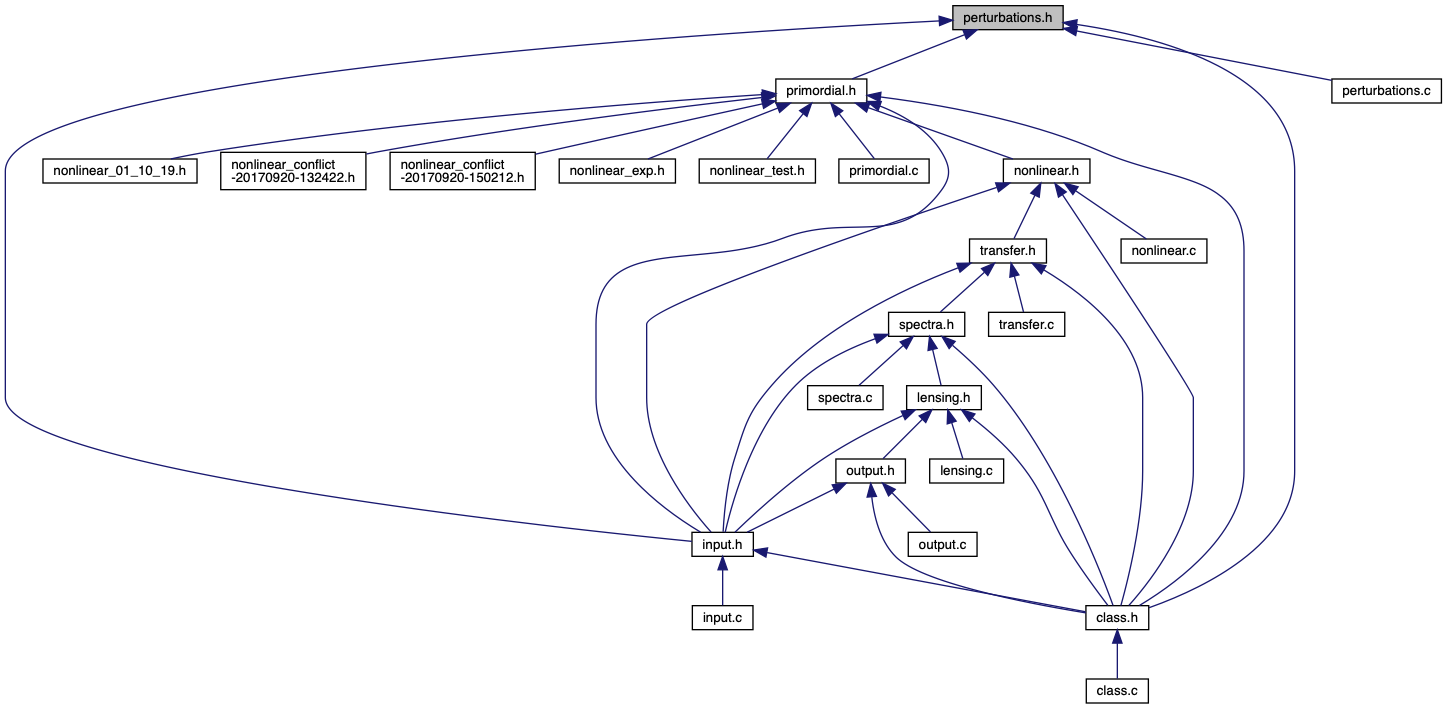 perturbations.h
primordial.h
perturbations.c
nonlinear_01_10_19.h
nonlinear_conflict
-20170920-132422.h
nonlinear_conflict
-20170920-150212.h
nonlinear_exp.h
nonlinear_test.h
primordial.c
nonlinear.h
transfer.h
nonlinear.c
spectra.h
transfer.c
spectra.c
lensing.h
output.h
lensing.c
input.h
output.c
input.c
class.h
class.c